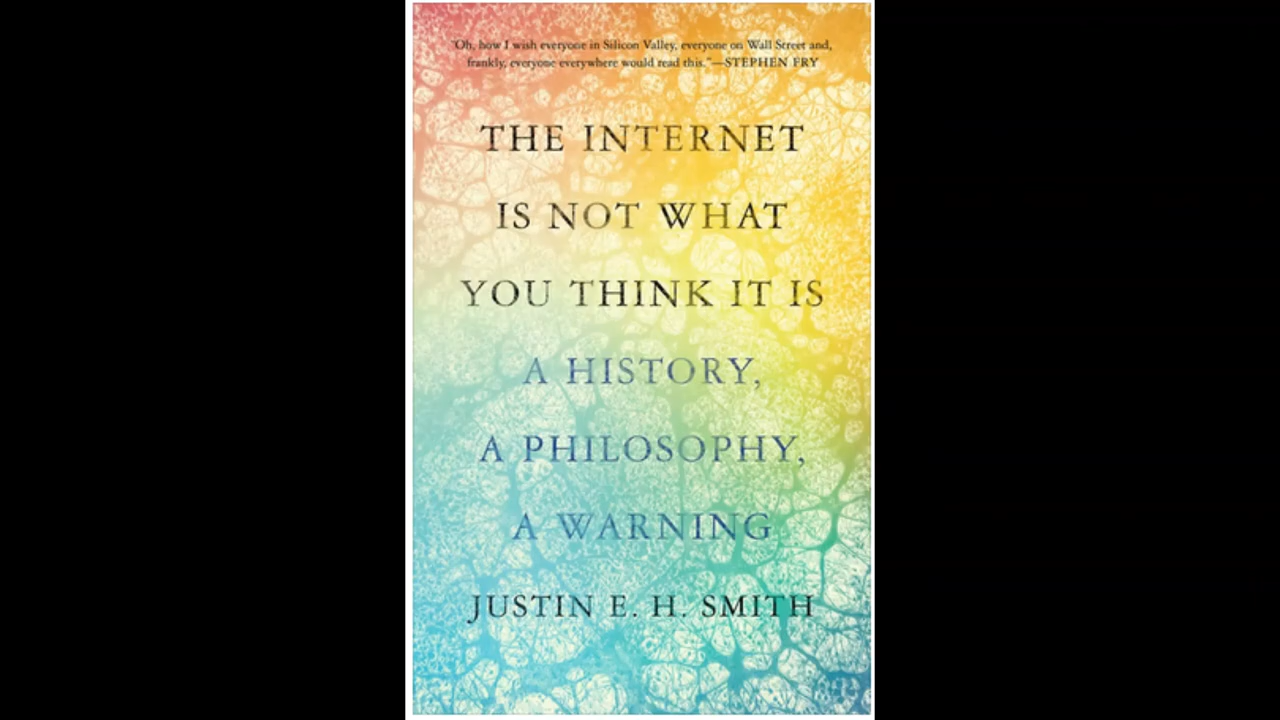 "Oh, how I wish everyone in Silicon Valley, everyone on Wall Street and,
frankly, everyone everywhere would read this."—STEPHEN FRY
THE INTERNET
IS NOT WHAT
YOU THINK IT IS
A HISTORY,
A PHILOSOPHY,
A WARNING
JUSTIN E. H. SMITH